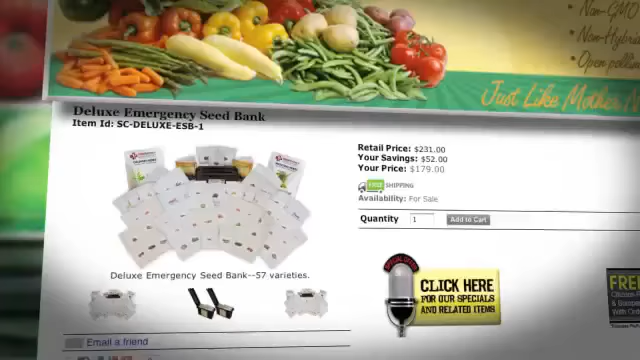 Non-GMO
Non-Hybrid
Open-pollin
Just Like Mother N
Deluxe Emergency Seed Bank
Item Id: SC-DELUXE-ESB-1
Retail Price: $231.00
Your Savings: $52.00
Your Price: $179.00
FREE SHIPPING
Availability: For Sale
Quantity 1 Add to Cart
Deluxe Emergency Seed Bank--57 varieties.
SPECIAL OFFER
CLICK HERE
FOR OUR SPECIALS
AND RELATED ITEMS
FREE
Email a friend